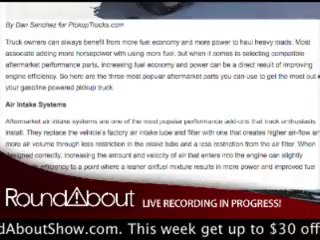 By Dan Sanchez for PickupTrucks.com
Truck owners can always benefit from more fuel economy and more power to haul heavy loads. Most
associate adding more horsepower with using more fuel, but when it comes to selecting compatible
aftermarket performance parts, increasing fuel economy and power can be a direct result of improving
engine efficiency. So here are the three most popular aftermarket parts you can use to get the most out o
your gasoline powered pickup truck.
Air Intake Systems
Aftermarket air intake systems are one of the most popular performance add-ons that truck enthusiasts
install. They replace the vehicle's factory air intake tube and filter with one that creates higher air-flow an
more air volume through less restriction in the intake tube and a less restriction from the air filter. When
designed correctly, increasing the amount and velocity of air that enters into the engine can slightly
efficiency to a point where a leaner air/fuel mixture results in more power and improved fuel
ROUNDABOUT LIVE RECORDING IN PROGRESS!
dAboutShow.com. This week get up to $30 off